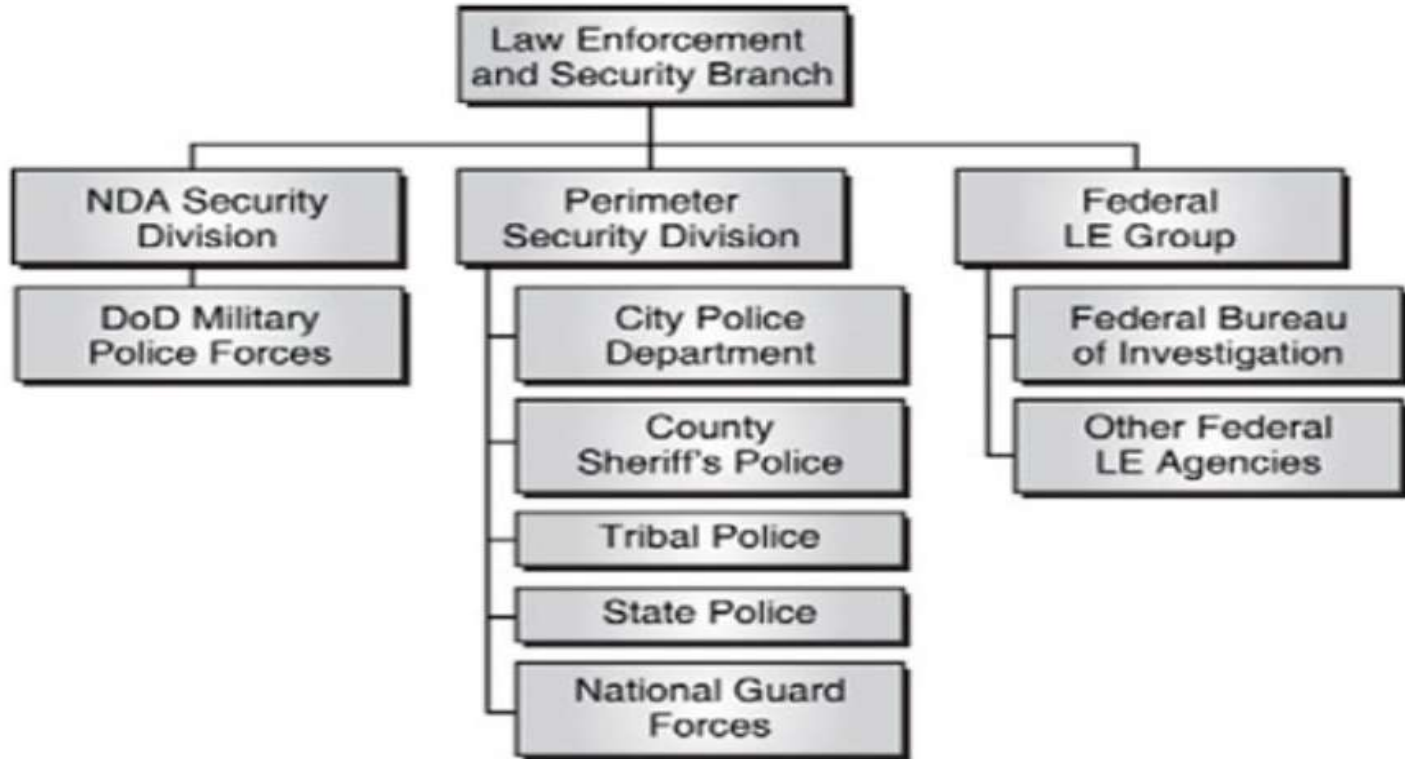 Law Enforcement
and Security Branch
NDA Security
Division
DoD Military
Police Forces
Perimeter
Security Division
City Police
Department
County
Sheriff's Police
Tribal Police
State Police
National Guard
Forces
Federal
LE Group
Federal Bureau
of Investigation
Other Federal
LE Agencies